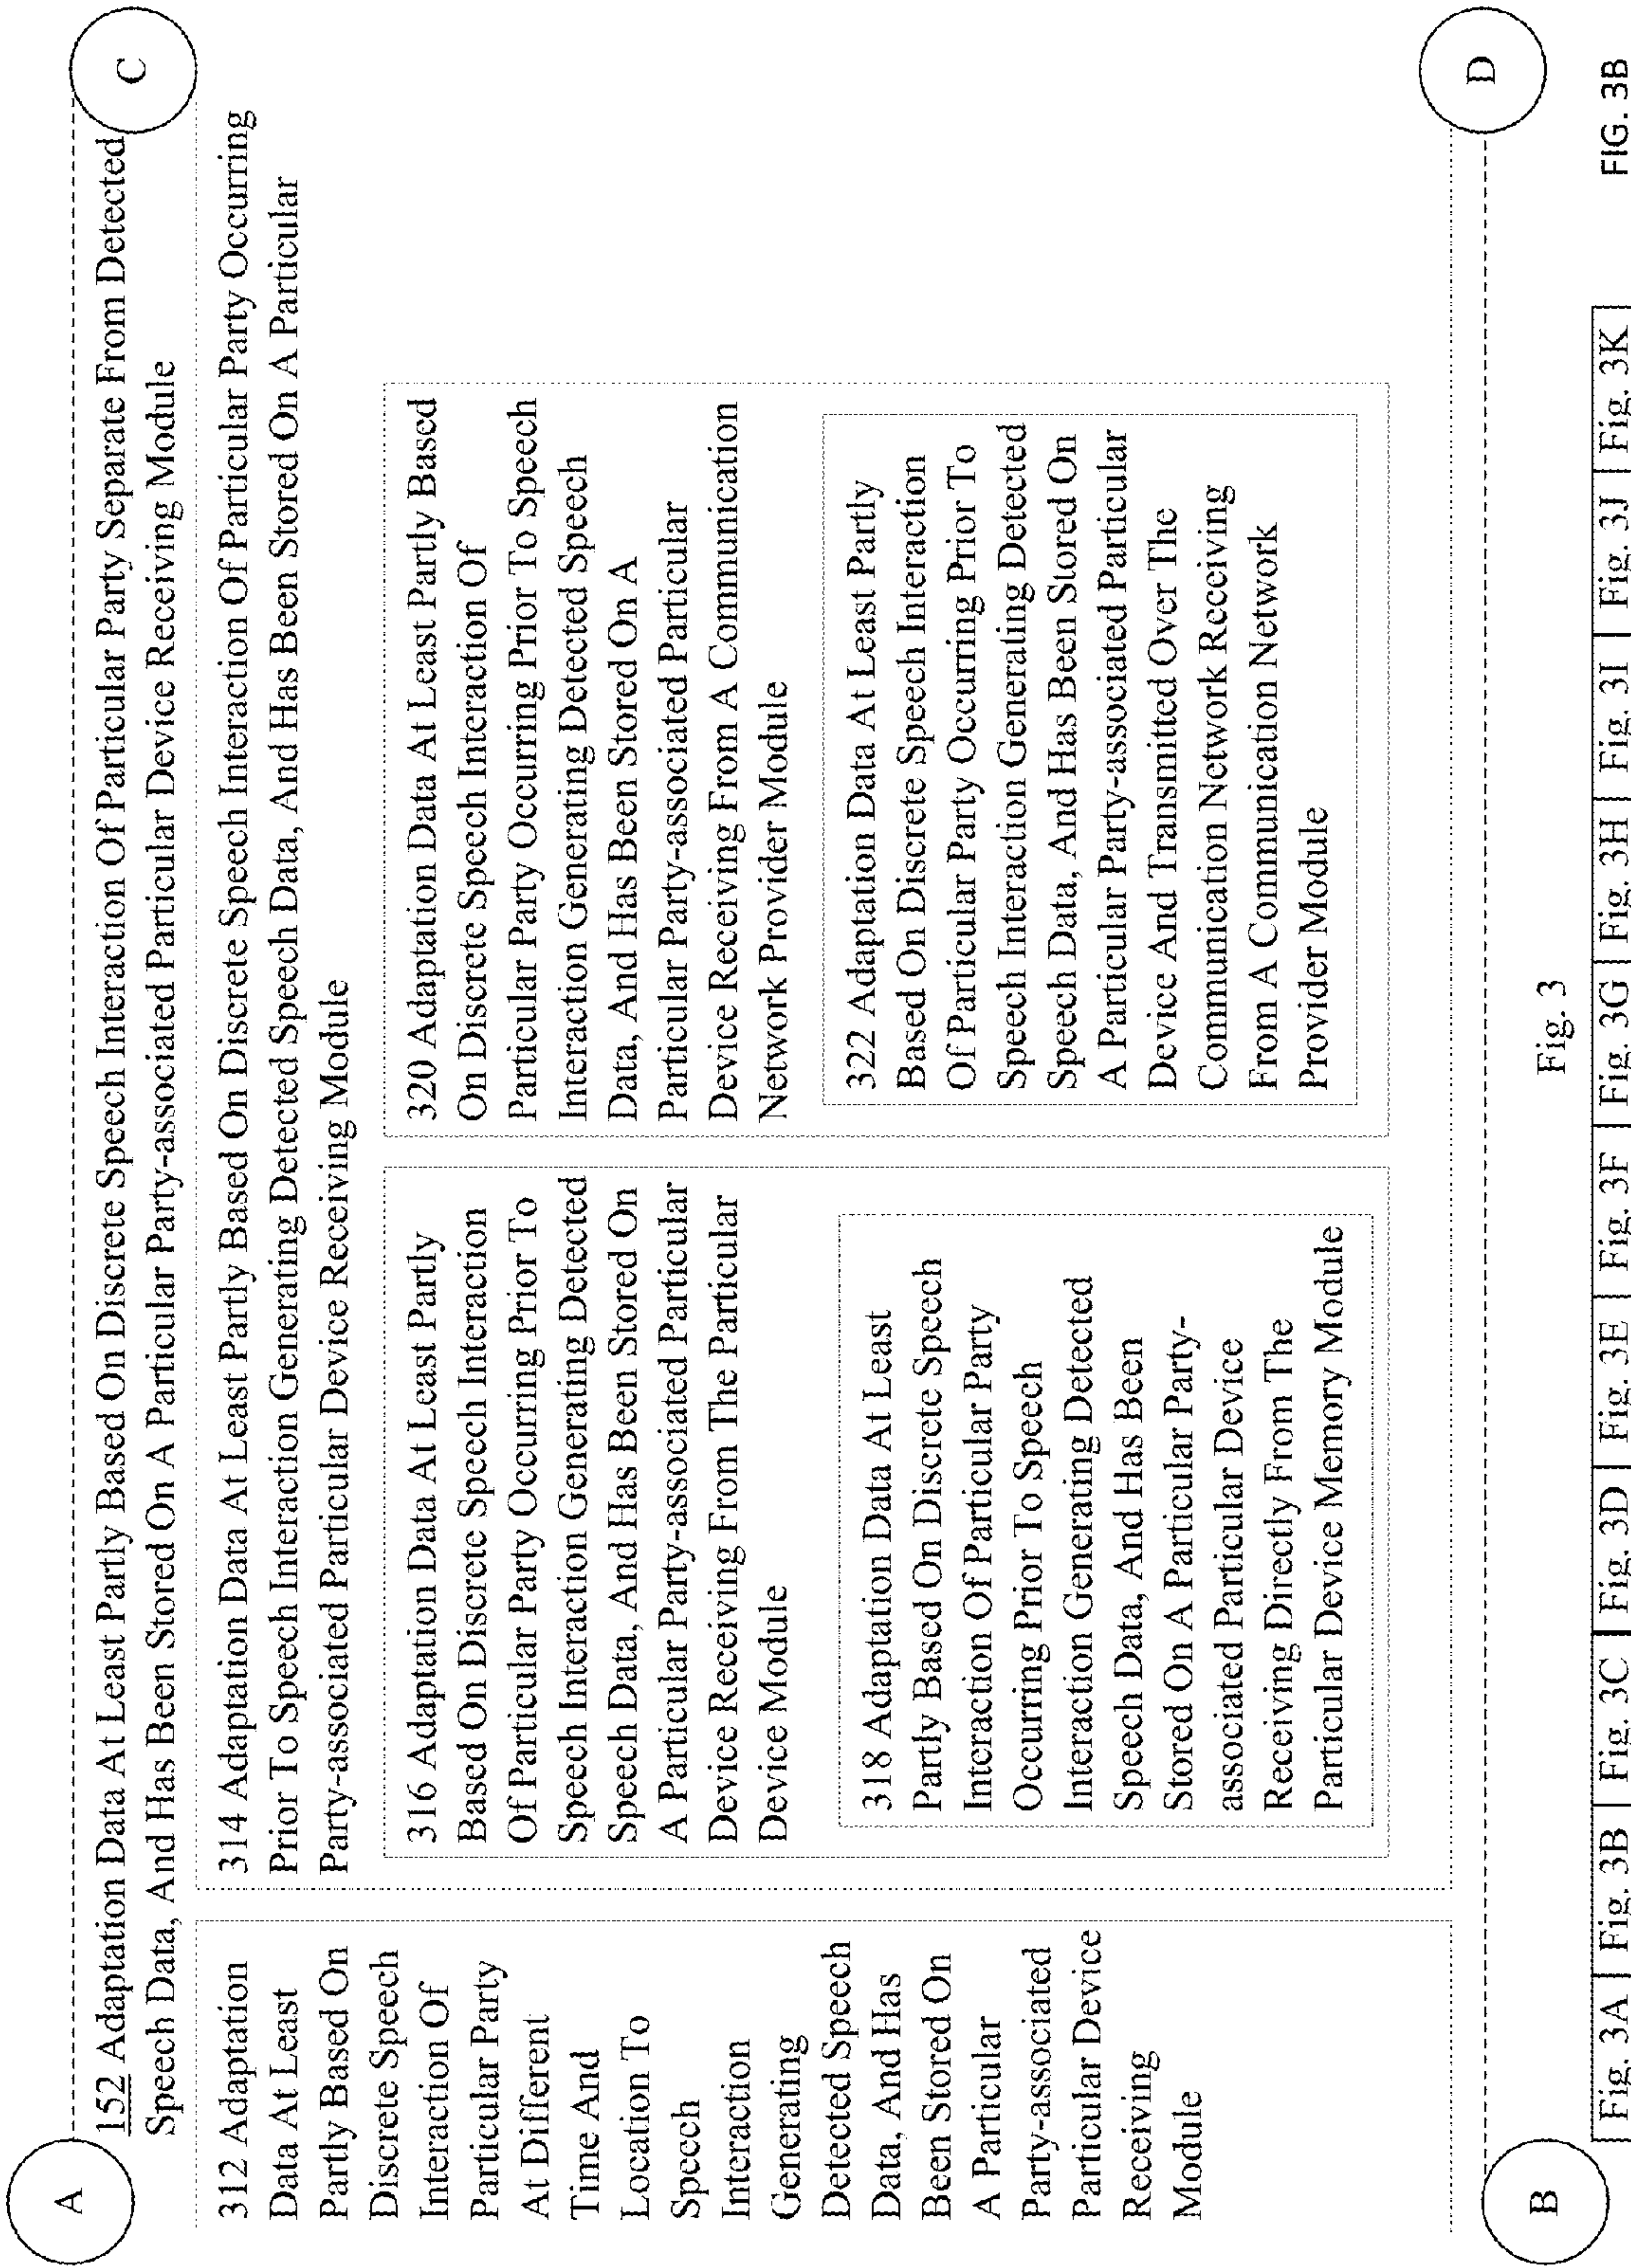 A
C
152 Adaptation Data At Least Partly Based On Discrete Speech Interaction Of Particular Party Separate From Detected
Speech Data, And Has Been Stored On A Particular Party-associated Particular Device Receiving Module
312 Adaptation
Data At Least
Partly Based On
Discrete Speech
Interaction Of
Particular Party
At Different
Time And
Location To
Speech
Interaction
Generating
Detected Speech
Data, And Has
Been Stored On
A Particular
Party-associated
Particular Device
Receiving
Module
314 Adaptation Data At Least Partly Based On Discrete Speech Interaction Of Particular Party Occurring
Prior To Speech Interaction Generating Detected Speech Data, And Has Been Stored On A Particular
Party-associated Particular Device Receiving Module
316 Adaptation Data At Least Partly
Based On Discrete Speech Interaction
Of Particular Party Occurring Prior To
Speech Interaction Generating Detected
Speech Data, And Has Been Stored On
A Particular Party-associated Particular
Device Receiving From The Particular
Device Module
318 Adaptation Data At Least
Partly Based On Discrete Speech
Interaction Of Particular Party
Occurring Prior To Speech
Interaction Generating Detected
Speech Data, And Has Been
Stored On A Particular Party-
associated Particular Device
Receiving Directly From The
Particular Device Memory Module
320 Adaptation Data At Least Partly Based
On Discrete Speech Interaction Of
Particular Party Occurring Prior To Speech
Interaction Generating Detected Speech
Data, And Has Been Stored On A
Particular Party-associated Particular
Device Receiving From A Communication
Network Provider Module
322 Adaptation Data At Least Partly
Based On Discrete Speech Interaction
Of Particular Party Occurring Prior To
Speech Interaction Generating Detected
Speech Data, And Has Been Stored On
A Particular Party-associated Particular
Device And Transmitted Over The
Communication Network Receiving
From A Communication Network
Provider Module
B
D
Fig. 3
Fig. 3A Fig. 3B Fig. 3C Fig. 3D Fig. 3E Fig. 3F Fig. 3G Fig. 3H Fig. 3I Fig. 3J Fig. 3K
FIG. 3B